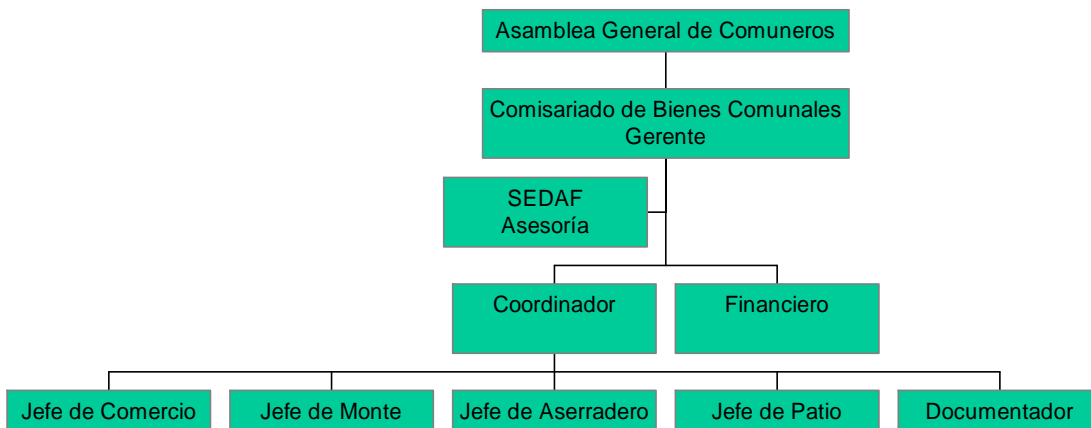 Asamblea General de Comuneros
Comisariado de Bienes Comunales
Gerente
SEDAF
Asesoría
Coordinador
Financiero
Jefe de Comercio
Jefe de Monte
Jefe de Aserradero
Jefe de Patio
Documentador